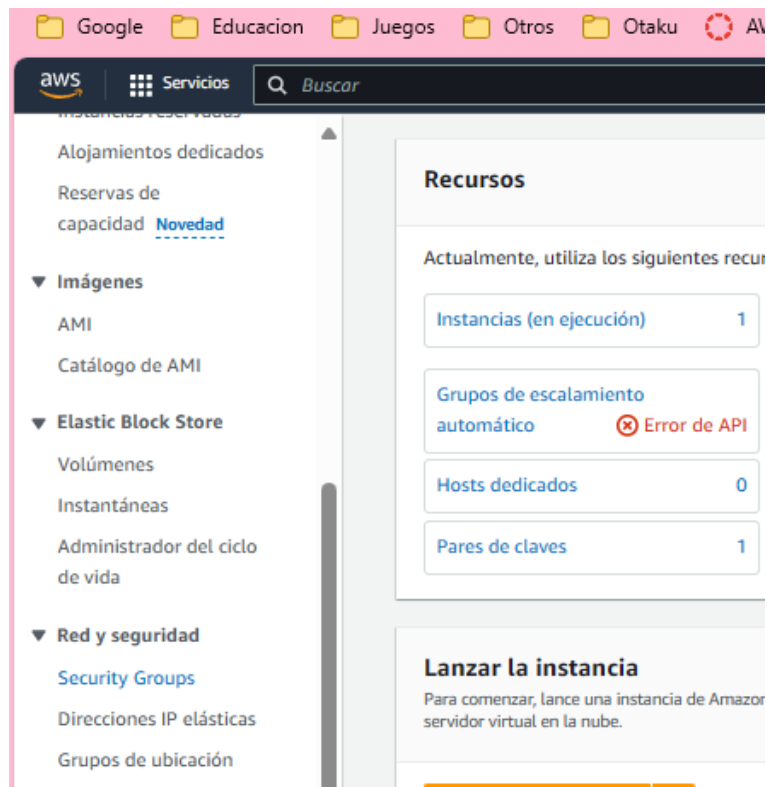 Google Educacion Juegos Otros Otaku
aws Servicios Buscar
Alojamientos dedicados
Reservas de
capacidad Novedad
Imágenes
AMI
Catálogo de AMI
Elastic Block Store
Volúmenes
Instantáneas
Administrador del ciclo
de vida
Red y seguridad
Security Groups
Direcciones IP elásticas
Grupos de ubicación
Recursos
Actualmente, utiliza los siguientes
Instancias (en ejecución) 1
Grupos de escalamiento
automático Error de API
Hosts dedicados 0
Pares de claves 1
Lanzar la instancia
Para comenzar, lance una instancia de
servidor virtual en la nube.